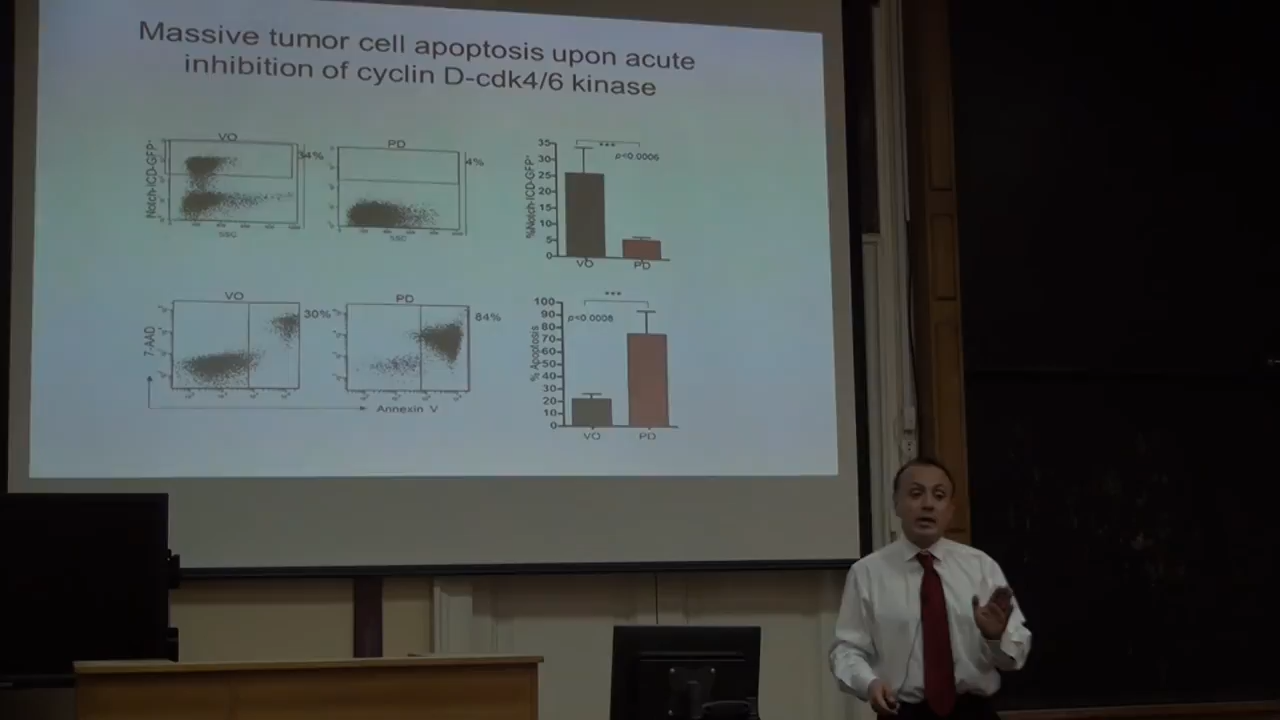 Massive tumor cell apoptosis upon acute
inhibition of cyclin D-cdk4/6 kinase
VO
PD
Notch-ICD-GFP+
34%
4%
SSC
SSC
35
30
25
20
15
10
5
0
%Notch-ICD-GFP+
***
p<0.0006
VO
PD
VO
PD
7-AAD
30%
84%
Annexin V
100
90
80
70
60
50
40
30
20
10
0
% Apoptosis
***
p<0.0008
VO
PD